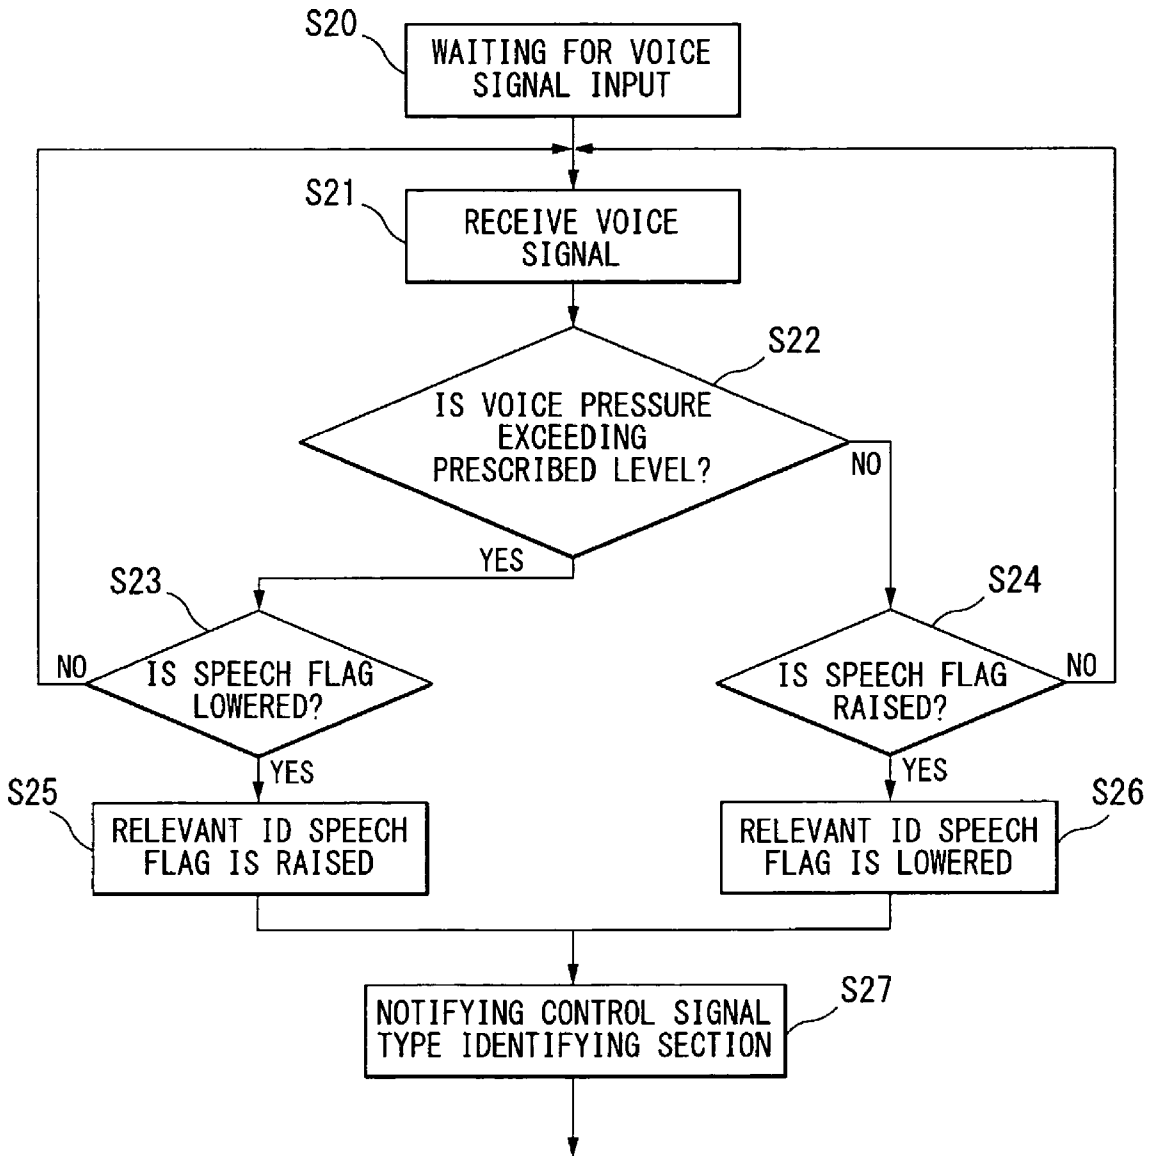 S20
WAITING FOR VOICE
SIGNAL INPUT
S21
RECEIVE VOICE
SIGNAL
S22
IS VOICE PRESSURE
EXCEEDING
PRESCRIBED LEVEL?
NO
YES
S23
IS SPEECH FLAG
LOWERED?
NO
YES
S24
IS SPEECH FLAG
RAISED?
NO
YES
S25
RELEVANT ID SPEECH
FLAG IS RAISED
S26
RELEVANT ID SPEECH
FLAG IS LOWERED
S27
NOTIFYING CONTROL SIGNAL
TYPE IDENTIFYING SECTION